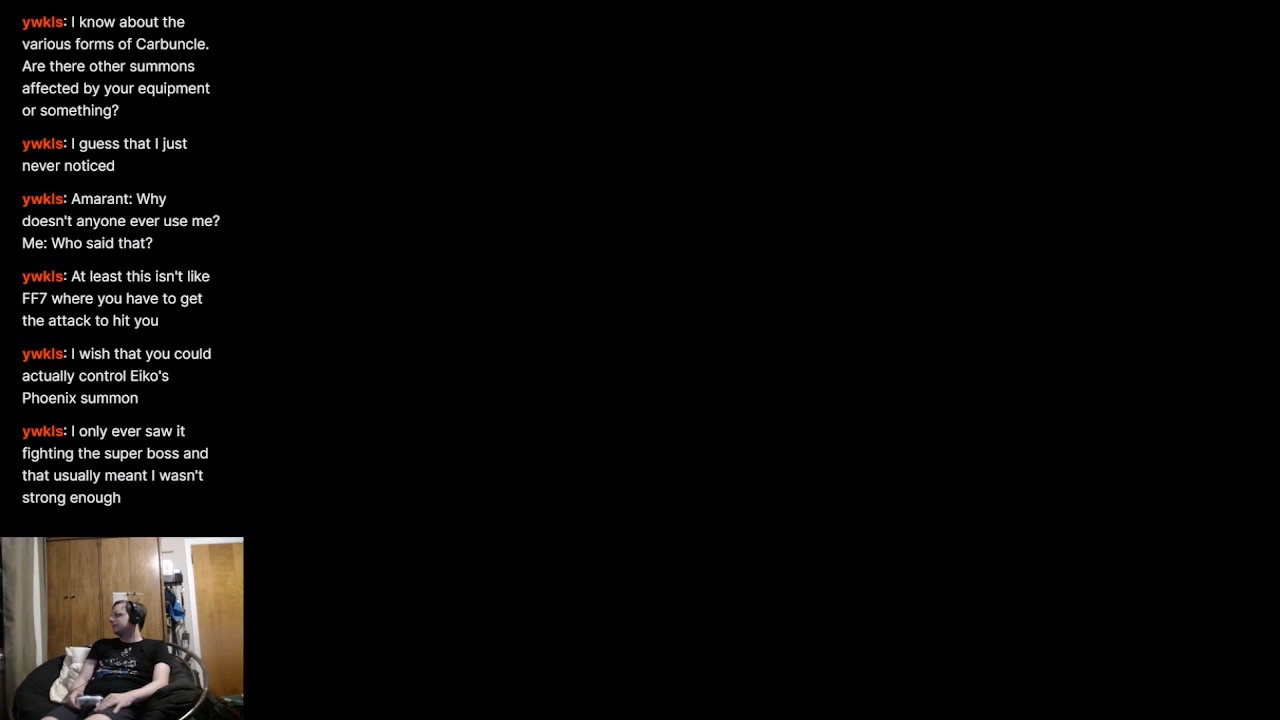 ywkls: I know about the
various forms of Carbuncle.
Are there other summons
affected by your equipment
or something?
ywkls: I guess that I just
never noticed
ywkls: Amarant: Why
doesn't anyone ever use me?
Me: Who said that?
ywkls: At least this isn't like
FF7 where you have to get
the attack to hit you
ywkls: I wish that you could
actually control Eiko's
Phoenix summon
ywkls: I only ever saw it
fighting the super boss and
that usually meant I wasn't
strong enough